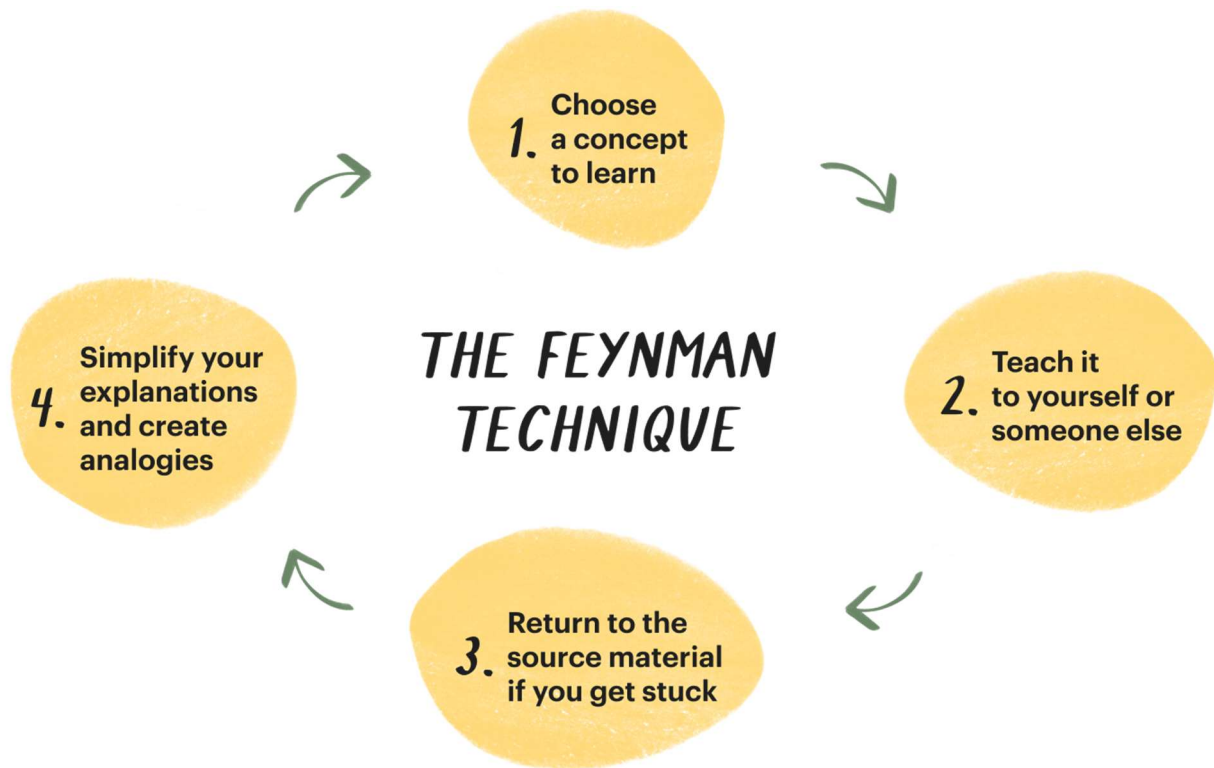 1. Choose
a concept
to learn
THE FEYNMAN
TECHNIQUE
2. Teach it
to yourself or
someone else
3. Return to the
source material
if you get stuck
4. Simplify your
explanations
and create
analogies